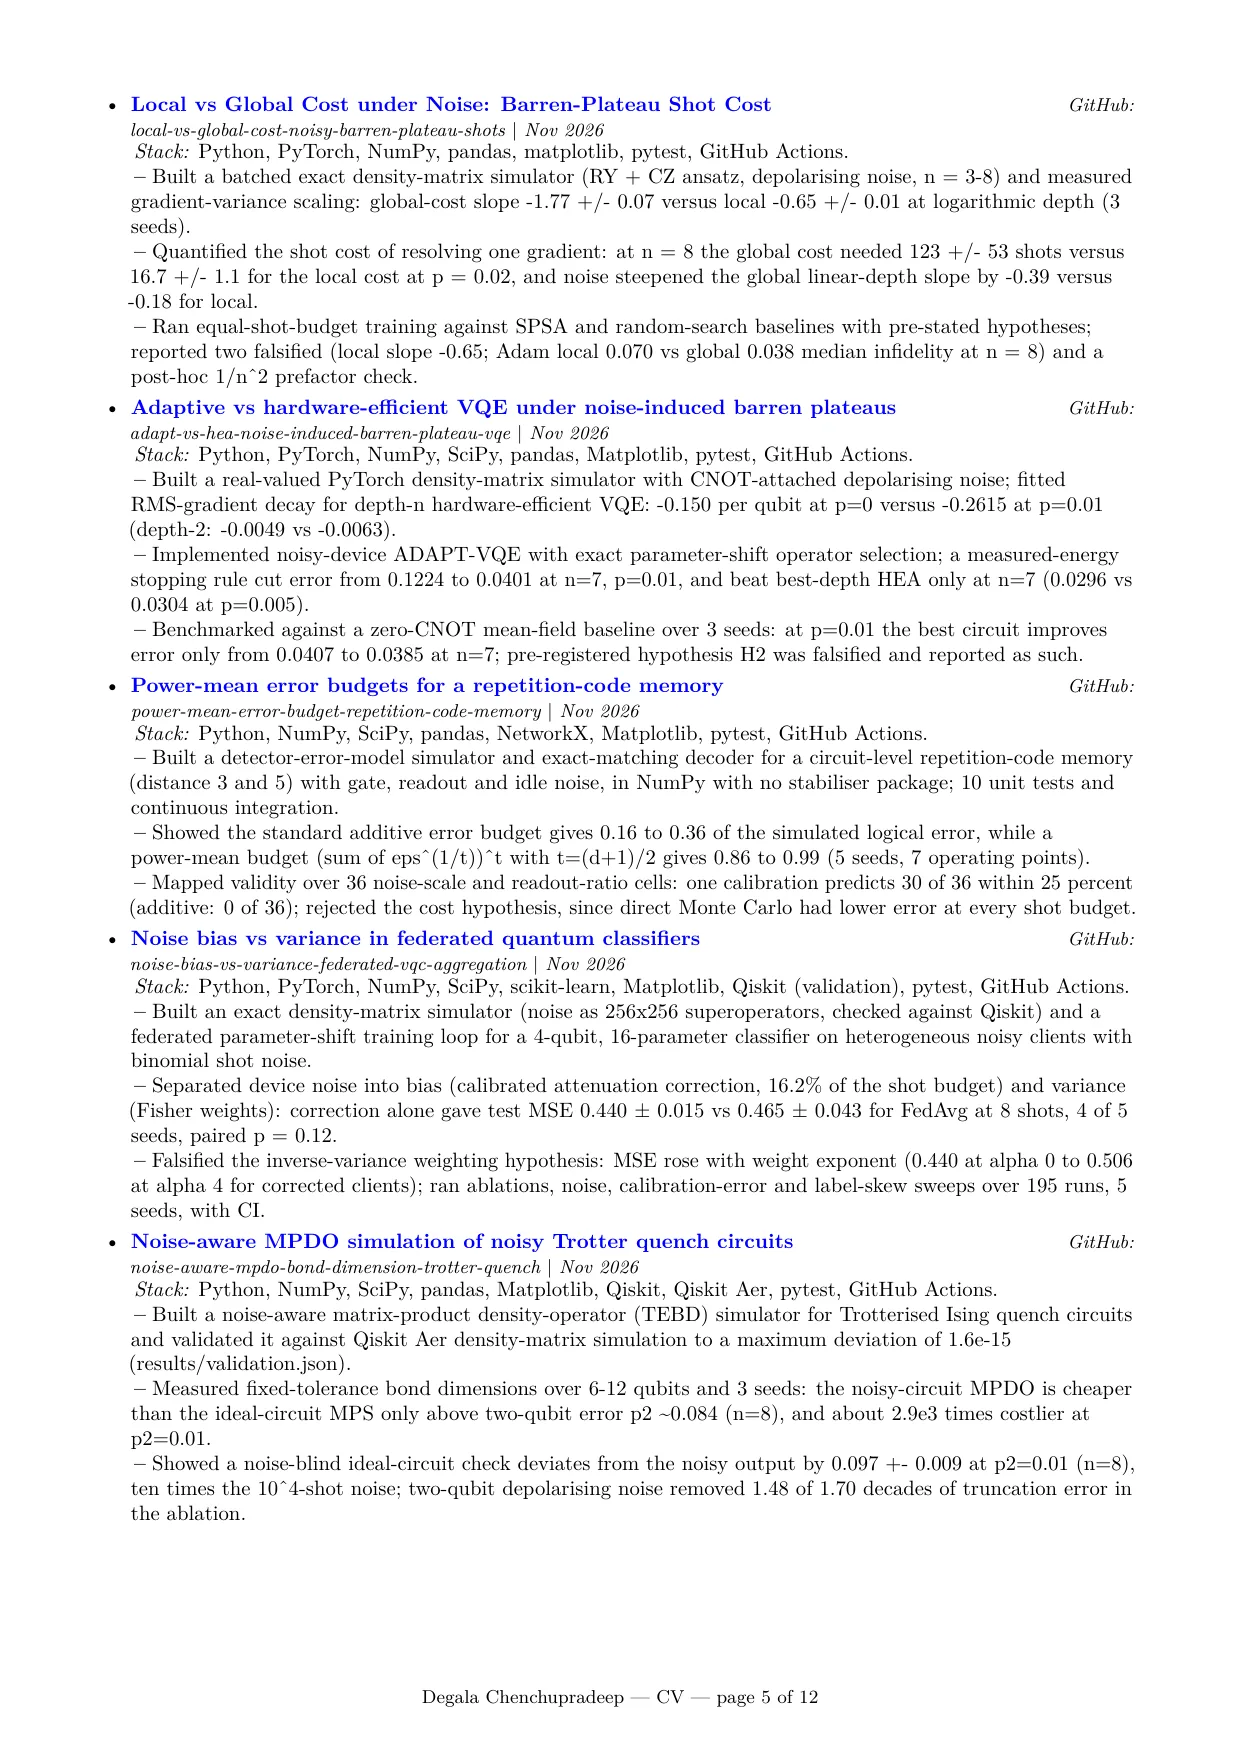 • Local vs Global Cost under Noise: Barren-Plateau Shot Cost GitHub:
local-vs-global-cost-noisy-barren-plateau-shots | Nov 2026
Stack: Python, PyTorch, NumPy, pandas, matplotlib, pytest, GitHub Actions.
– Built a batched exact density-matrix simulator (RY + CZ ansatz, depolarising noise, n = 3-8) and measured
gradient-variance scaling: global-cost slope -1.77 +/- 0.07 versus local -0.65 +/- 0.01 at logarithmic depth (3
seeds).
– Quantified the shot cost of resolving one gradient: at n = 8 the global cost needed 123 +/- 53 shots versus
16.7 +/- 1.1 for the local cost at p = 0.02, and noise steepened the global linear-depth slope by -0.39 versus
-0.18 for local.
– Ran equal-shot-budget training against SPSA and random-search baselines with pre-stated hypotheses;
reported two falsified (local slope -0.65; Adam local 0.070 vs global 0.038 median infidelity at n = 8) and a
post-hoc 1/n^2 prefactor check.
• Adaptive vs hardware-efficient VQE under noise-induced barren plateaus GitHub:
adapt-vs-hea-noise-induced-barren-plateau-vqe | Nov 2026
Stack: Python, PyTorch, NumPy, SciPy, pandas, Matplotlib, pytest, GitHub Actions.
– Built a real-valued PyTorch density-matrix simulator with CNOT-attached depolarising noise; fitted
RMS-gradient decay for depth-n hardware-efficient VQE: -0.150 per qubit at p=0 versus -0.2615 at p=0.01
(depth-2: -0.0049 vs -0.0063).
– Implemented noisy-device ADAPT-VQE with exact parameter-shift operator selection; a measured-energy
stopping rule cut error from 0.1224 to 0.0401 at n=7, p=0.01, and beat best-depth HEA only at n=7 (0.0296 vs
0.0304 at p=0.005).
– Benchmarked against a zero-CNOT mean-field baseline over 3 seeds: at p=0.01 the best circuit improves
error only from 0.0407 to 0.0385 at n=7; pre-registered hypothesis H2 was falsified and reported as such.
• Power-mean error budgets for a repetition-code memory GitHub:
power-mean-error-budget-repetition-code-memory | Nov 2026
Stack: Python, NumPy, SciPy, pandas, NetworkX, Matplotlib, pytest, GitHub Actions.
– Built a detector-error-model simulator and exact-matching decoder for a circuit-level repetition-code memory
(distance 3 and 5) with gate, readout and idle noise, in NumPy with no stabiliser package; 10 unit tests and
continuous integration.
– Showed the standard additive error budget gives 0.16 to 0.36 of the simulated logical error, while a
power-mean budget (sum of eps^(1/t))^t with t=(d+1)/2 gives 0.86 to 0.99 (5 seeds, 7 operating points).
– Mapped validity over 36 noise-scale and readout-ratio cells: one calibration predicts 30 of 36 within 25 percent
(additive: 0 of 36); rejected the cost hypothesis, since direct Monte Carlo had lower error at every shot budget.
• Noise bias vs variance in federated quantum classifiers GitHub:
noise-bias-vs-variance-federated-vqc-aggregation | Nov 2026
Stack: Python, PyTorch, NumPy, SciPy, scikit-learn, Matplotlib, Qiskit (validation), pytest, GitHub Actions.
– Built an exact density-matrix simulator (noise as 256x256 superoperators, checked against Qiskit) and a
federated parameter-shift training loop for a 4-qubit, 16-parameter classifier on heterogeneous noisy clients with
binomial shot noise.
– Separated device noise into bias (calibrated attenuation correction, 16.2% of the shot budget) and variance
(Fisher weights): correction alone gave test MSE 0.440 ± 0.015 vs 0.465 ± 0.043 for FedAvg at 8 shots, 4 of 5
seeds, paired p = 0.12.
– Falsified the inverse-variance weighting hypothesis: MSE rose with weight exponent (0.440 at alpha 0 to 0.506
at alpha 4 for corrected clients); ran ablations, noise, calibration-error and label-skew sweeps over 195 runs, 5
seeds, with CI.
• Noise-aware MPDO simulation of noisy Trotter quench circuits GitHub:
noise-aware-mpdo-bond-dimension-trotter-quench | Nov 2026
Stack: Python, NumPy, SciPy, pandas, Matplotlib, Qiskit, Qiskit Aer, pytest, GitHub Actions.
– Built a noise-aware matrix-product density-operator (TEBD) simulator for Trotterised Ising quench circuits
and validated it against Qiskit Aer density-matrix simulation to a maximum deviation of 1.6e-15
(results/validation.json).
– Measured fixed-tolerance bond dimensions over 6-12 qubits and 3 seeds: the noisy-circuit MPDO is cheaper
than the ideal-circuit MPS only above two-qubit error p2 ~0.084 (n=8), and about 2.9e3 times costlier at
p2=0.01.
– Showed a noise-blind ideal-circuit check deviates from the noisy output by 0.097 +- 0.009 at p2=0.01 (n=8),
ten times the 10^4-shot noise; two-qubit depolarising noise removed 1.48 of 1.70 decades of truncation error in
the ablation.
Degala Chenchupradeep — CV — page 5 of 12